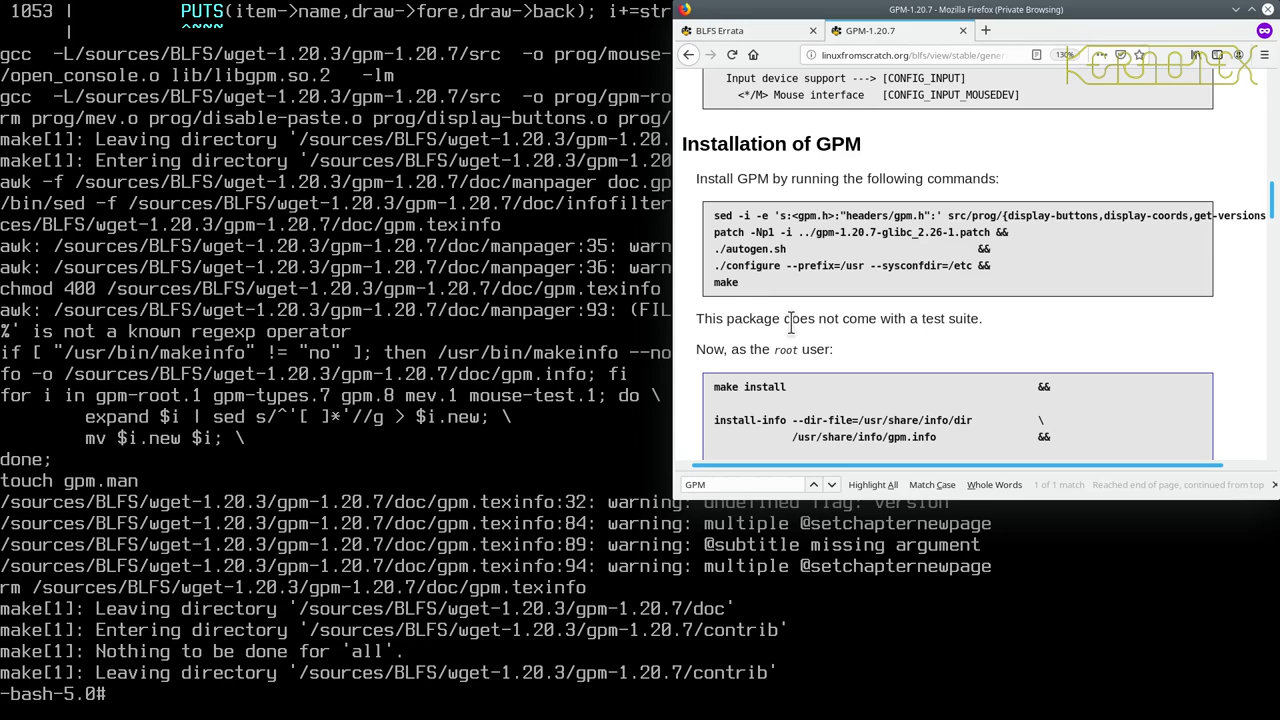 1053 |          PUTS(item->name,draw->fore,draw->back); i+=str
      |          ^~~~
gcc  -L/sources/BLFS/wget-1.20.3/gpm-1.20.7/src  -o prog/mouse-
/open_console.o lib/libgpm.so.2   -lm
gcc  -L/sources/BLFS/wget-1.20.3/gpm-1.20.7/src  -o prog/gpm-ro
rm prog/mev.o prog/disable-paste.o prog/display-buttons.o prog/
make[1]: Leaving directory '/sources/BLFS/wget-1.20.3/gpm-1.20.
make[1]: Entering directory '/sources/BLFS/wget-1.20.3/gpm-1.20
awk -f /sources/BLFS/wget-1.20.3/gpm-1.20.7/doc/manpager doc.gp
/bin/sed -f /sources/BLFS/wget-1.20.3/gpm-1.20.7/doc/infofilter
ces/BLFS/wget-1.20.3/gpm-1.20.7/doc/gpm.texinfo
awk: /sources/BLFS/wget-1.20.3/gpm-1.20.7/doc/manpager:35: warn
awk: /sources/BLFS/wget-1.20.3/gpm-1.20.7/doc/manpager:36: warn
chmod 400 /sources/BLFS/wget-1.20.3/gpm-1.20.7/doc/gpm.texinfo
awk: /sources/BLFS/wget-1.20.3/gpm-1.20.7/doc/manpager:93: (FIL
%' is not a known regexp operator
if [ "/usr/bin/makeinfo" != "no" ]; then /usr/bin/makeinfo --no
fo -o /sources/BLFS/wget-1.20.3/gpm-1.20.7/doc/gpm.info; fi
for i in gpm-root.1 gpm-types.7 gpm.8 mev.1 mouse-test.1; do \
        expand $i | sed s/^'[ ]*'//g > $i.new; \
        mv $i.new $i; \
done;
touch gpm.man
/sources/BLFS/wget-1.20.3/gpm-1.20.7/doc/gpm.texinfo:32: warning: undefined flag: version
/sources/BLFS/wget-1.20.3/gpm-1.20.7/doc/gpm.texinfo:84: warning: multiple @setchapternewpage
/sources/BLFS/wget-1.20.3/gpm-1.20.7/doc/gpm.texinfo:89: warning: @subtitle missing argument
/sources/BLFS/wget-1.20.3/gpm-1.20.7/doc/gpm.texinfo:94: warning: multiple @setchapternewpage
rm /sources/BLFS/wget-1.20.3/gpm-1.20.7/doc/gpm.texinfo
make[1]: Leaving directory '/sources/BLFS/wget-1.20.3/gpm-1.20.7/doc'
make[1]: Entering directory '/sources/BLFS/wget-1.20.3/gpm-1.20.7/contrib'
make[1]: Nothing to be done for 'all'.
make[1]: Leaving directory '/sources/BLFS/wget-1.20.3/gpm-1.20.7/contrib'
-bash-5.0#
GPM-1.20.7 - Mozilla Firefox (Private Browsing)
BLFS Errata
GPM-1.20.7
linuxfromscratch.org/blfs/view/stable/gener
130%
Input device support ---> [CONFIG_INPUT]
<*/M> Mouse interface [CONFIG_INPUT_MOUSEDEV]
Installation of GPM
Install GPM by running the following commands:
sed -i -e 's:<gpm.h>:"headers/gpm.h":' src/prog/{display-buttons,display-coords,get-versions
patch -Np1 -i ../gpm-1.20.7-glibc_2.26-1.patch &&
./autogen.sh &&
./configure --prefix=/usr --sysconfdir=/etc &&
make
This package does not come with a test suite.
Now, as the root user:
make install &&
install-info --dir-file=/usr/share/info/dir \
/usr/share/info/gpm.info &&
GPM
Highlight All
Match Case
Whole Words
1 of 1 match
Reached end of page, continued from top